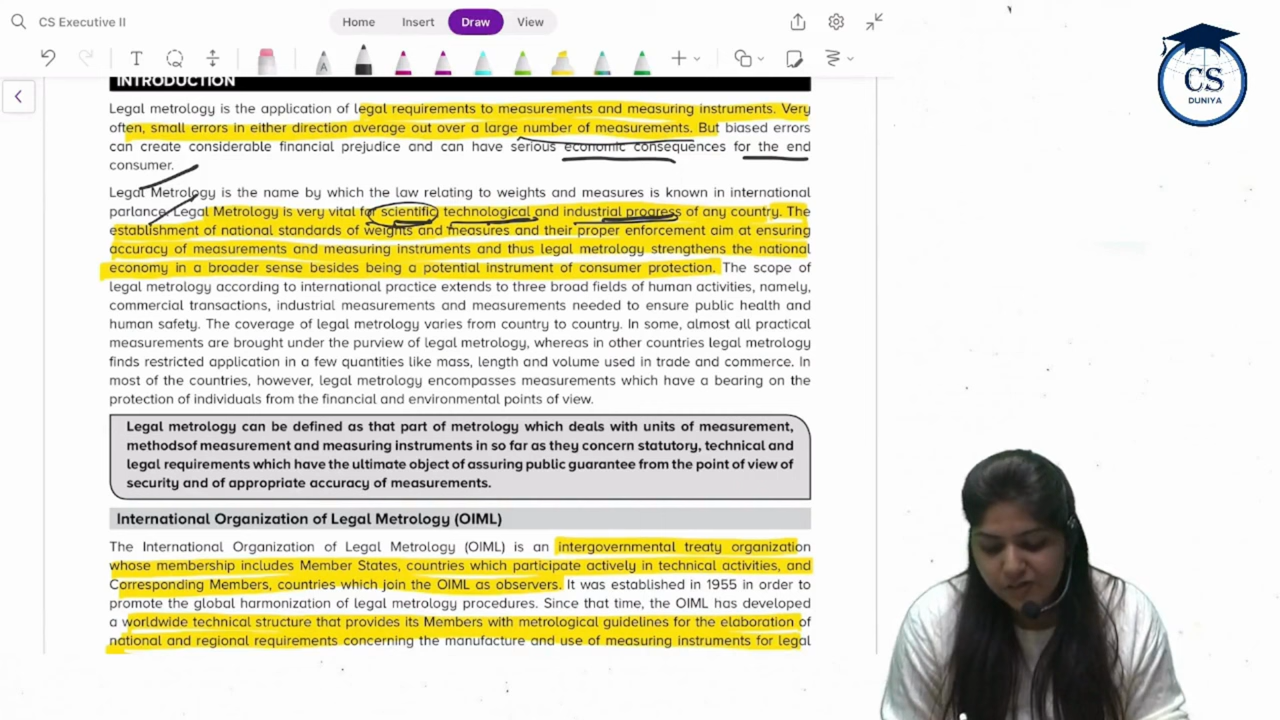 CS Executive II
Home
Insert
Draw
View
CS
DUNIYA
INTRODUCTION
Legal metrology is the application of legal requirements to measurements and measuring instruments. Very
often, small errors in either direction average out over a large number of measurements. But biased errors
can create considerable financial prejudice and can have serious economic consequences for the end
consumer.
Legal Metrology is the name by which the law relating to weights and measures is known in international
parlance. Legal Metrology is very vital for scientific, technological and industrial progress of any country. The
establishment of national standards of weights and measures and their proper enforcement aim at ensuring
accuracy of measurements and measuring instruments and thus legal metrology strengthens the national
economy in a broader sense besides being a potential instrument of consumer protection. The scope of
legal metrology according to international practice extends to three broad fields of human activities, namely,
commercial transactions, industrial measurements and measurements needed to ensure public health and
human safety. The coverage of legal metrology varies from country to country. In some, almost all practical
measurements are brought under the purview of legal metrology, whereas in other countries legal metrology
finds restricted application in a few quantities like mass, length and volume used in trade and commerce. In
most of the countries, however, legal metrology encompasses measurements which have a bearing on the
protection of individuals from the financial and environmental points of view.
Legal metrology can be defined as that part of metrology which deals with units of measurement,
methodsof measurement and measuring instruments in so far as they concern statutory, technical and
legal requirements which have the ultimate object of assuring public guarantee from the point of view of
security and of appropriate accuracy of measurements.
International Organization of Legal Metrology (OIML)
The International Organization of Legal Metrology (OIML) is an intergovernmental treaty organization
whose membership includes Member States, countries which participate actively in technical activities, and
Corresponding Members, countries which join the OIML as observers. It was established in 1955 in order to
promote the global harmonization of legal metrology procedures. Since that time, the OIML has developed
a worldwide technical structure that provides its Members with metrological guidelines for the elaboration of
national and regional requirements concerning the manufacture and use of measuring instruments for legal